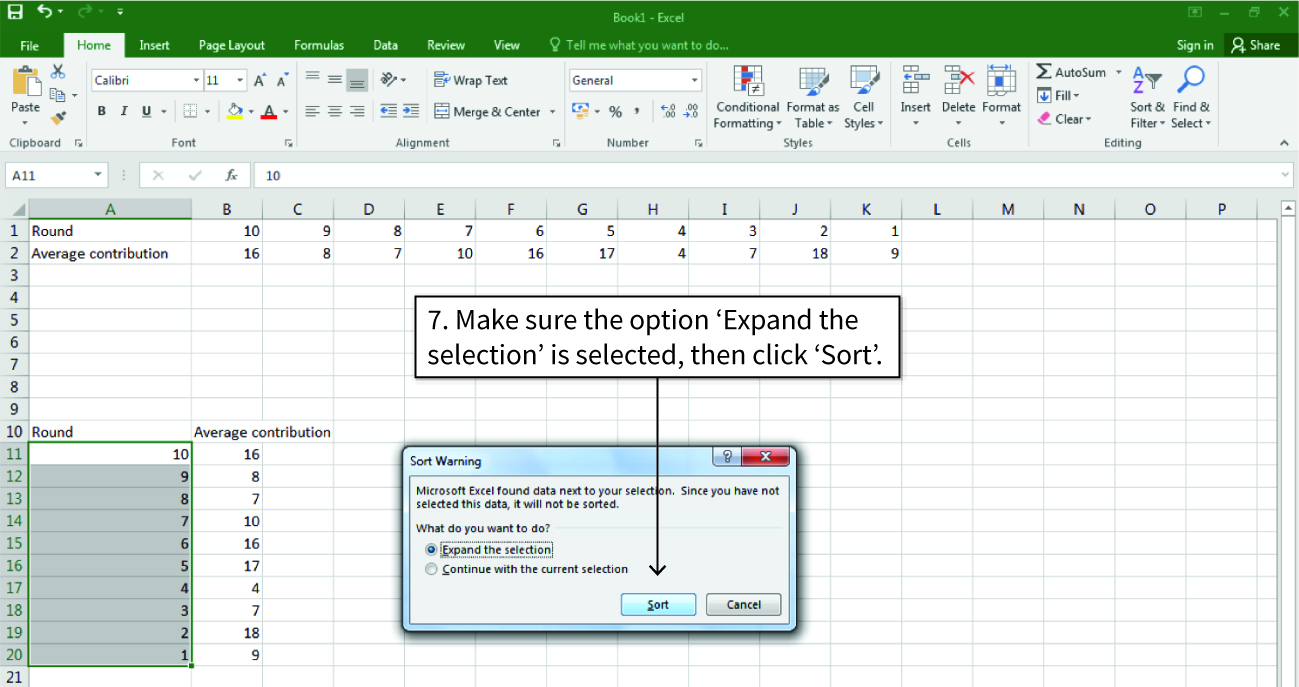 Book1 - Excel
File Home Insert Page Layout Formulas Data Review View Tell me what you want to do... Sign in Share
Paste
Calibri 11
B I U
Wrap Text
Merge & Center
General
% ,
Conditional Formatting
Format as Table
Cell Styles
Insert Delete Format
AutoSum
Fill
Clear
Sort & Filter
Find & Select
Clipboard Font Alignment Number Styles Cells Editing
A11 fx 10
A B C D E F G H I J K L M N O P
1 Round 10 9 8 7 6 5 4 3 2 1
2 Average contribution 16 8 7 10 16 17 4 7 18 9
3
4
5
6
7
8
9
7. Make sure the option ‘Expand the
selection’ is selected, then click ‘Sort’.
10 Round Average contribution
11 10 16
12 9 8
13 8 7
14 7 10
15 6 16
16 5 17
17 4 4
18 3 7
19 2 18
20 1 9
21
Sort Warning
Microsoft Excel found data next to your selection. Since you have not
selected this data, it will not be sorted.
What do you want to do?
Expand the selection
Continue with the current selection
Sort Cancel